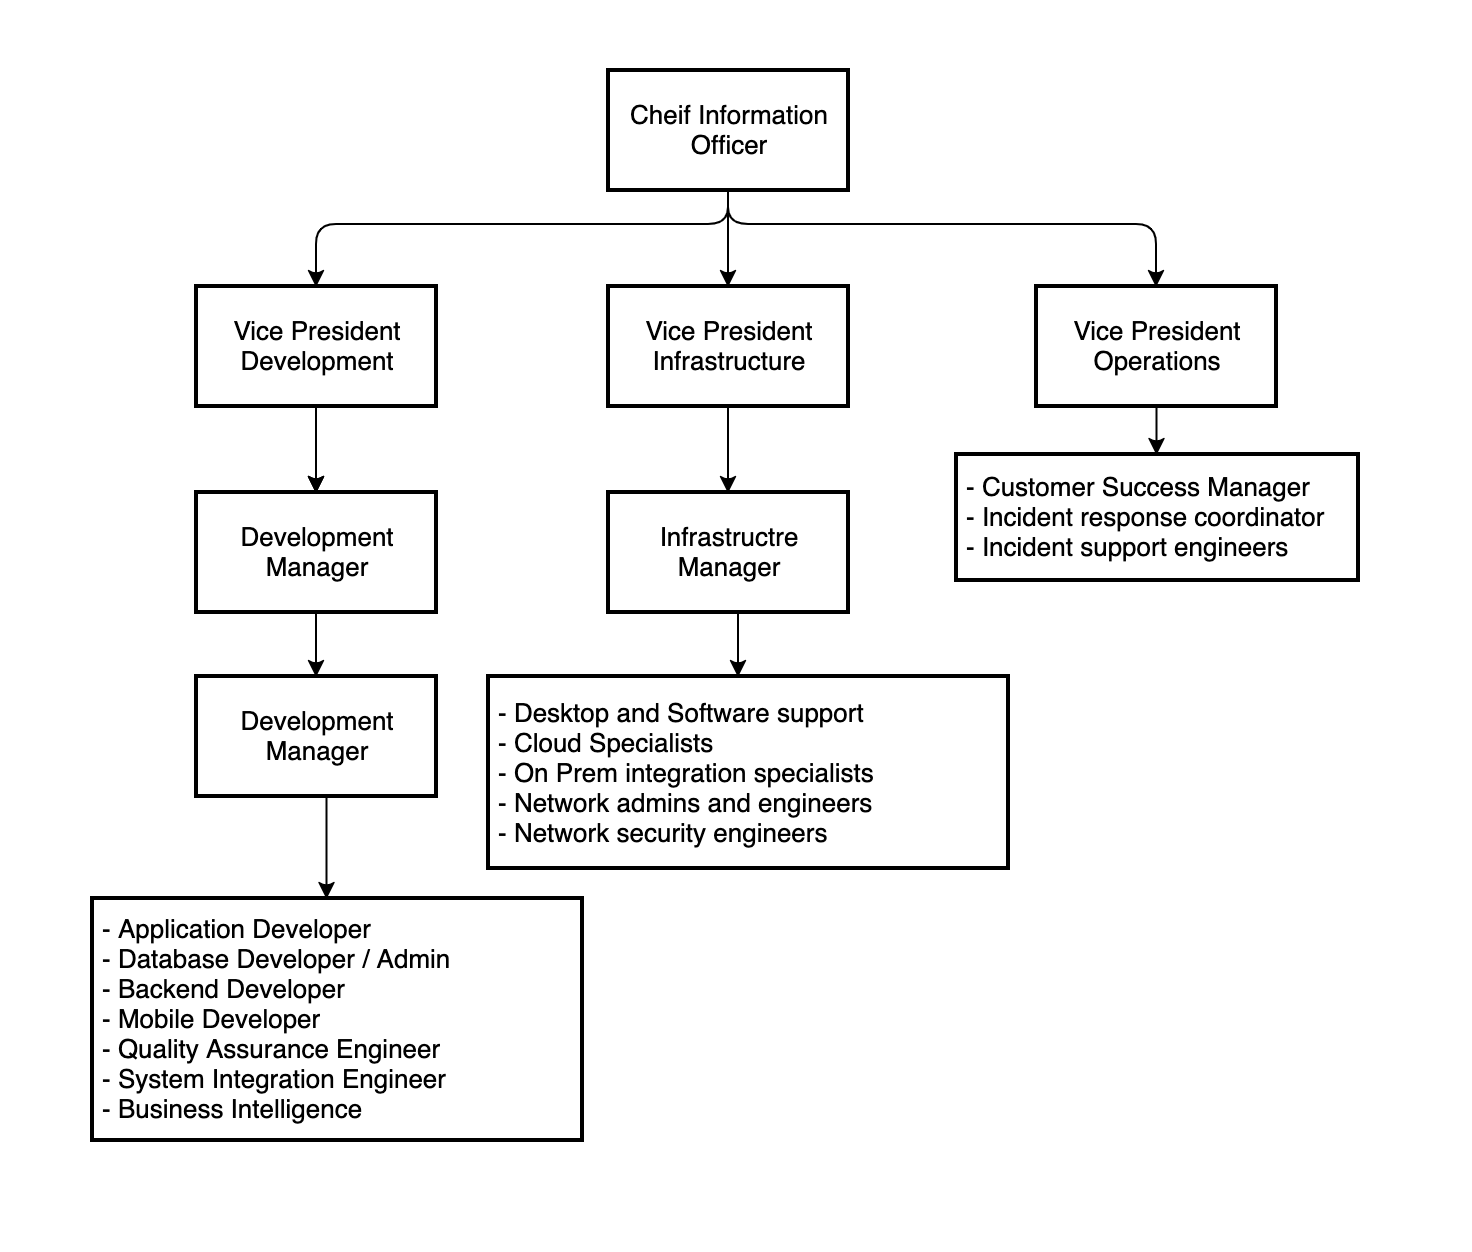 Cheif Information
Officer
Vice President
Development
Vice President
Infrastructure
Vice President
Operations
Development
Manager
Infrastructre
Manager
- Customer Success Manager
- Incident response coordinator
- Incident support engineers
Development
Manager
- Desktop and Software support
- Cloud Specialists
- On Prem integration specialists
- Network admins and engineers
- Network security engineers
- Application Developer
- Database Developer / Admin
- Backend Developer
- Mobile Developer
- Quality Assurance Engineer
- System Integration Engineer
- Business Intelligence